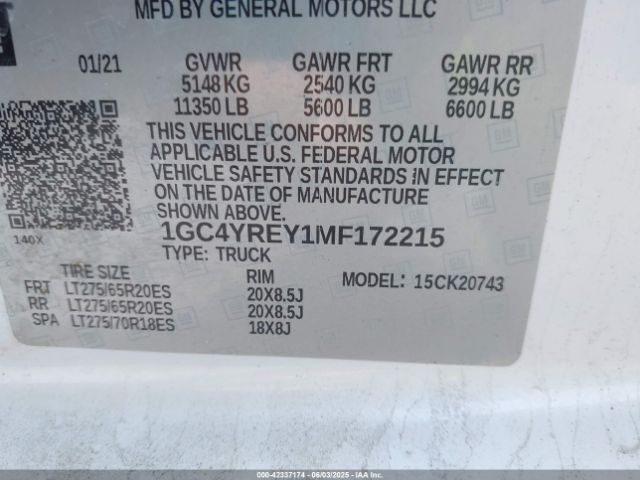 MFD BY GENERAL MOTORS LLC
01/21 GVWR GAWR FRT GAWR RR
5148 KG 2540 KG 2994 KG
11350 LB 5600 LB 6600 LB
THIS VEHICLE CONFORMS TO ALL
APPLICABLE U.S. FEDERAL MOTOR
VEHICLE SAFETY STANDARDS IN EFFECT
ON THE DATE OF MANUFACTURE
SHOWN ABOVE.
140X
1GC4YREY1MF172215
TYPE: TRUCK
TIRE SIZE RIM MODEL: 15CK20743
FRT LT275/65R20ES 20X8.5J
RR LT275/65R20ES 20X8.5J
SPA LT275/70R18ES 18X8J
00-42337174 | 06/03/2025 | IAAI.COM